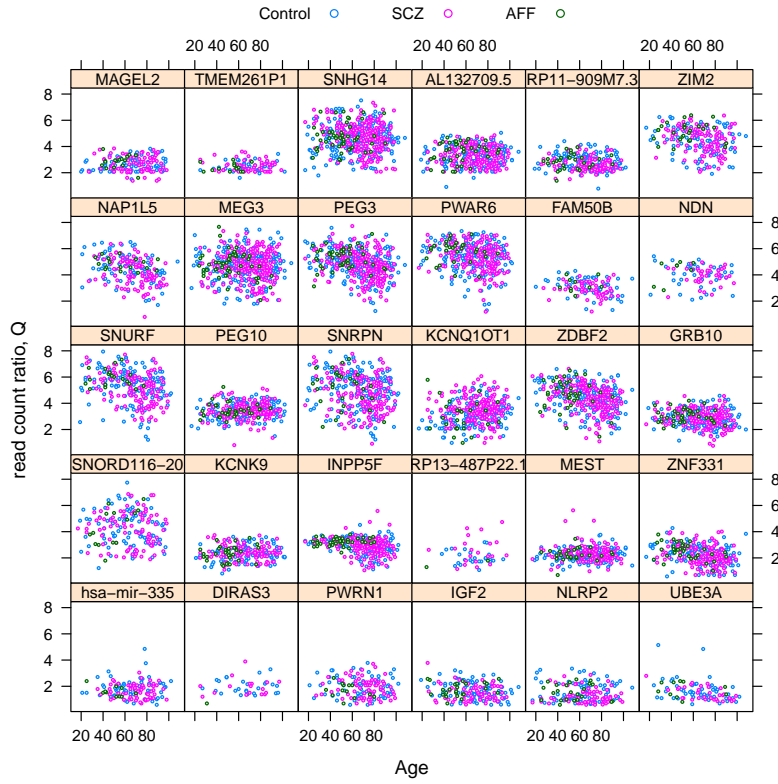 Control SCZ AFF
20 40 60 80 20 40 60 80 20 40 60 80
MAGEL2 TMEM261P1 SNHG14 AL132709.5 RP11−909M7.3 ZIM2
8
6
4
2
NAP1L5 MEG3 PEG3 PWAR6 FAM50B NDN
8
6
4
2
SNURF PEG10 SNRPN KCNQ1OT1 ZDBF2 GRB10
8
6
4
2
SNORD116−20 KCNK9 INPP5F RP13−487P22.1 MEST ZNF331
8
6
4
2
hsa−mir−335 DIRAS3 PWRN1 IGF2 NLRP2 UBE3A
8
6
4
2
20 40 60 80 20 40 60 80 20 40 60 80
Age
read count ratio, Q